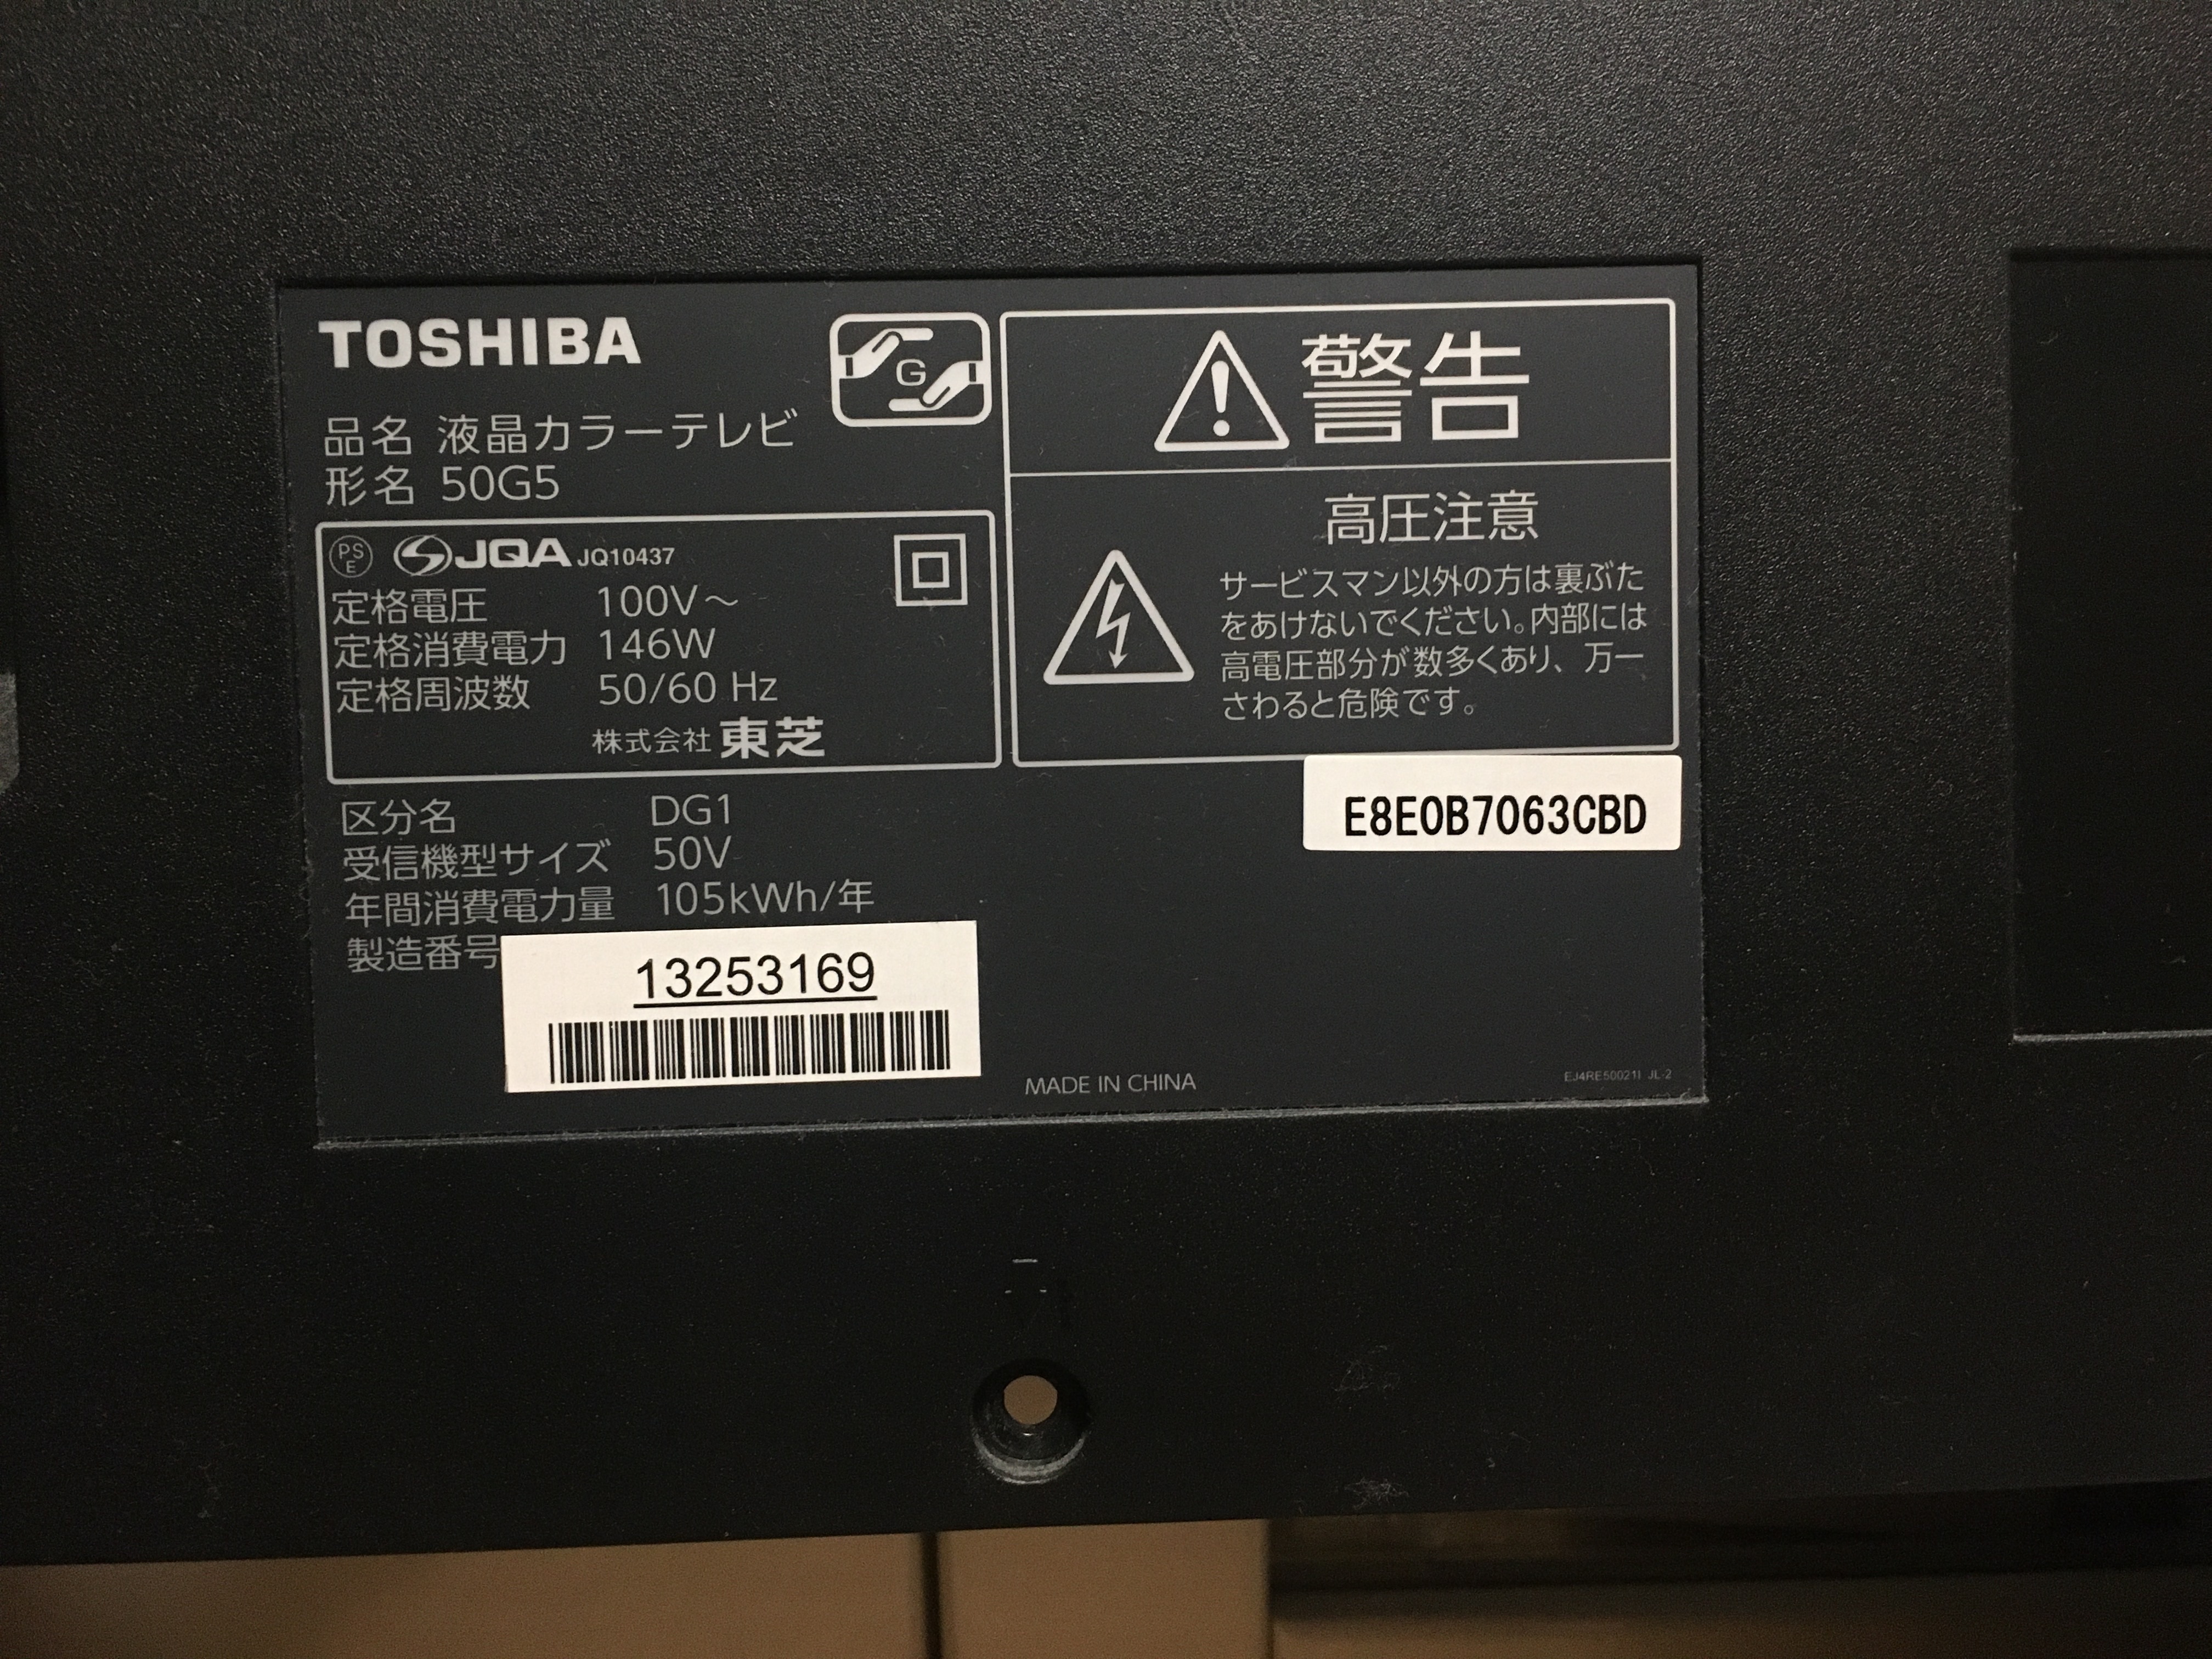 TOSHIBA
G
品名 液晶カラーテレビ
形名 50G5
PS
E
JQA JQ10437
定格電圧 100V～
定格消費電力 146W
定格周波数 50/60 Hz
株式会社 東芝
区分名 DG1
受信機型サイズ 50V
年間消費電力量 105kWh/年
製造番号
13253169
警告
高圧注意
サービスマン以外の方は裏ぶた
をあけないでください。内部には
高電圧部分が数多くあり、万一
さわると危険です。
E8E0B7063CBD
MADE IN CHINA
EJ4RE50021I JL-2